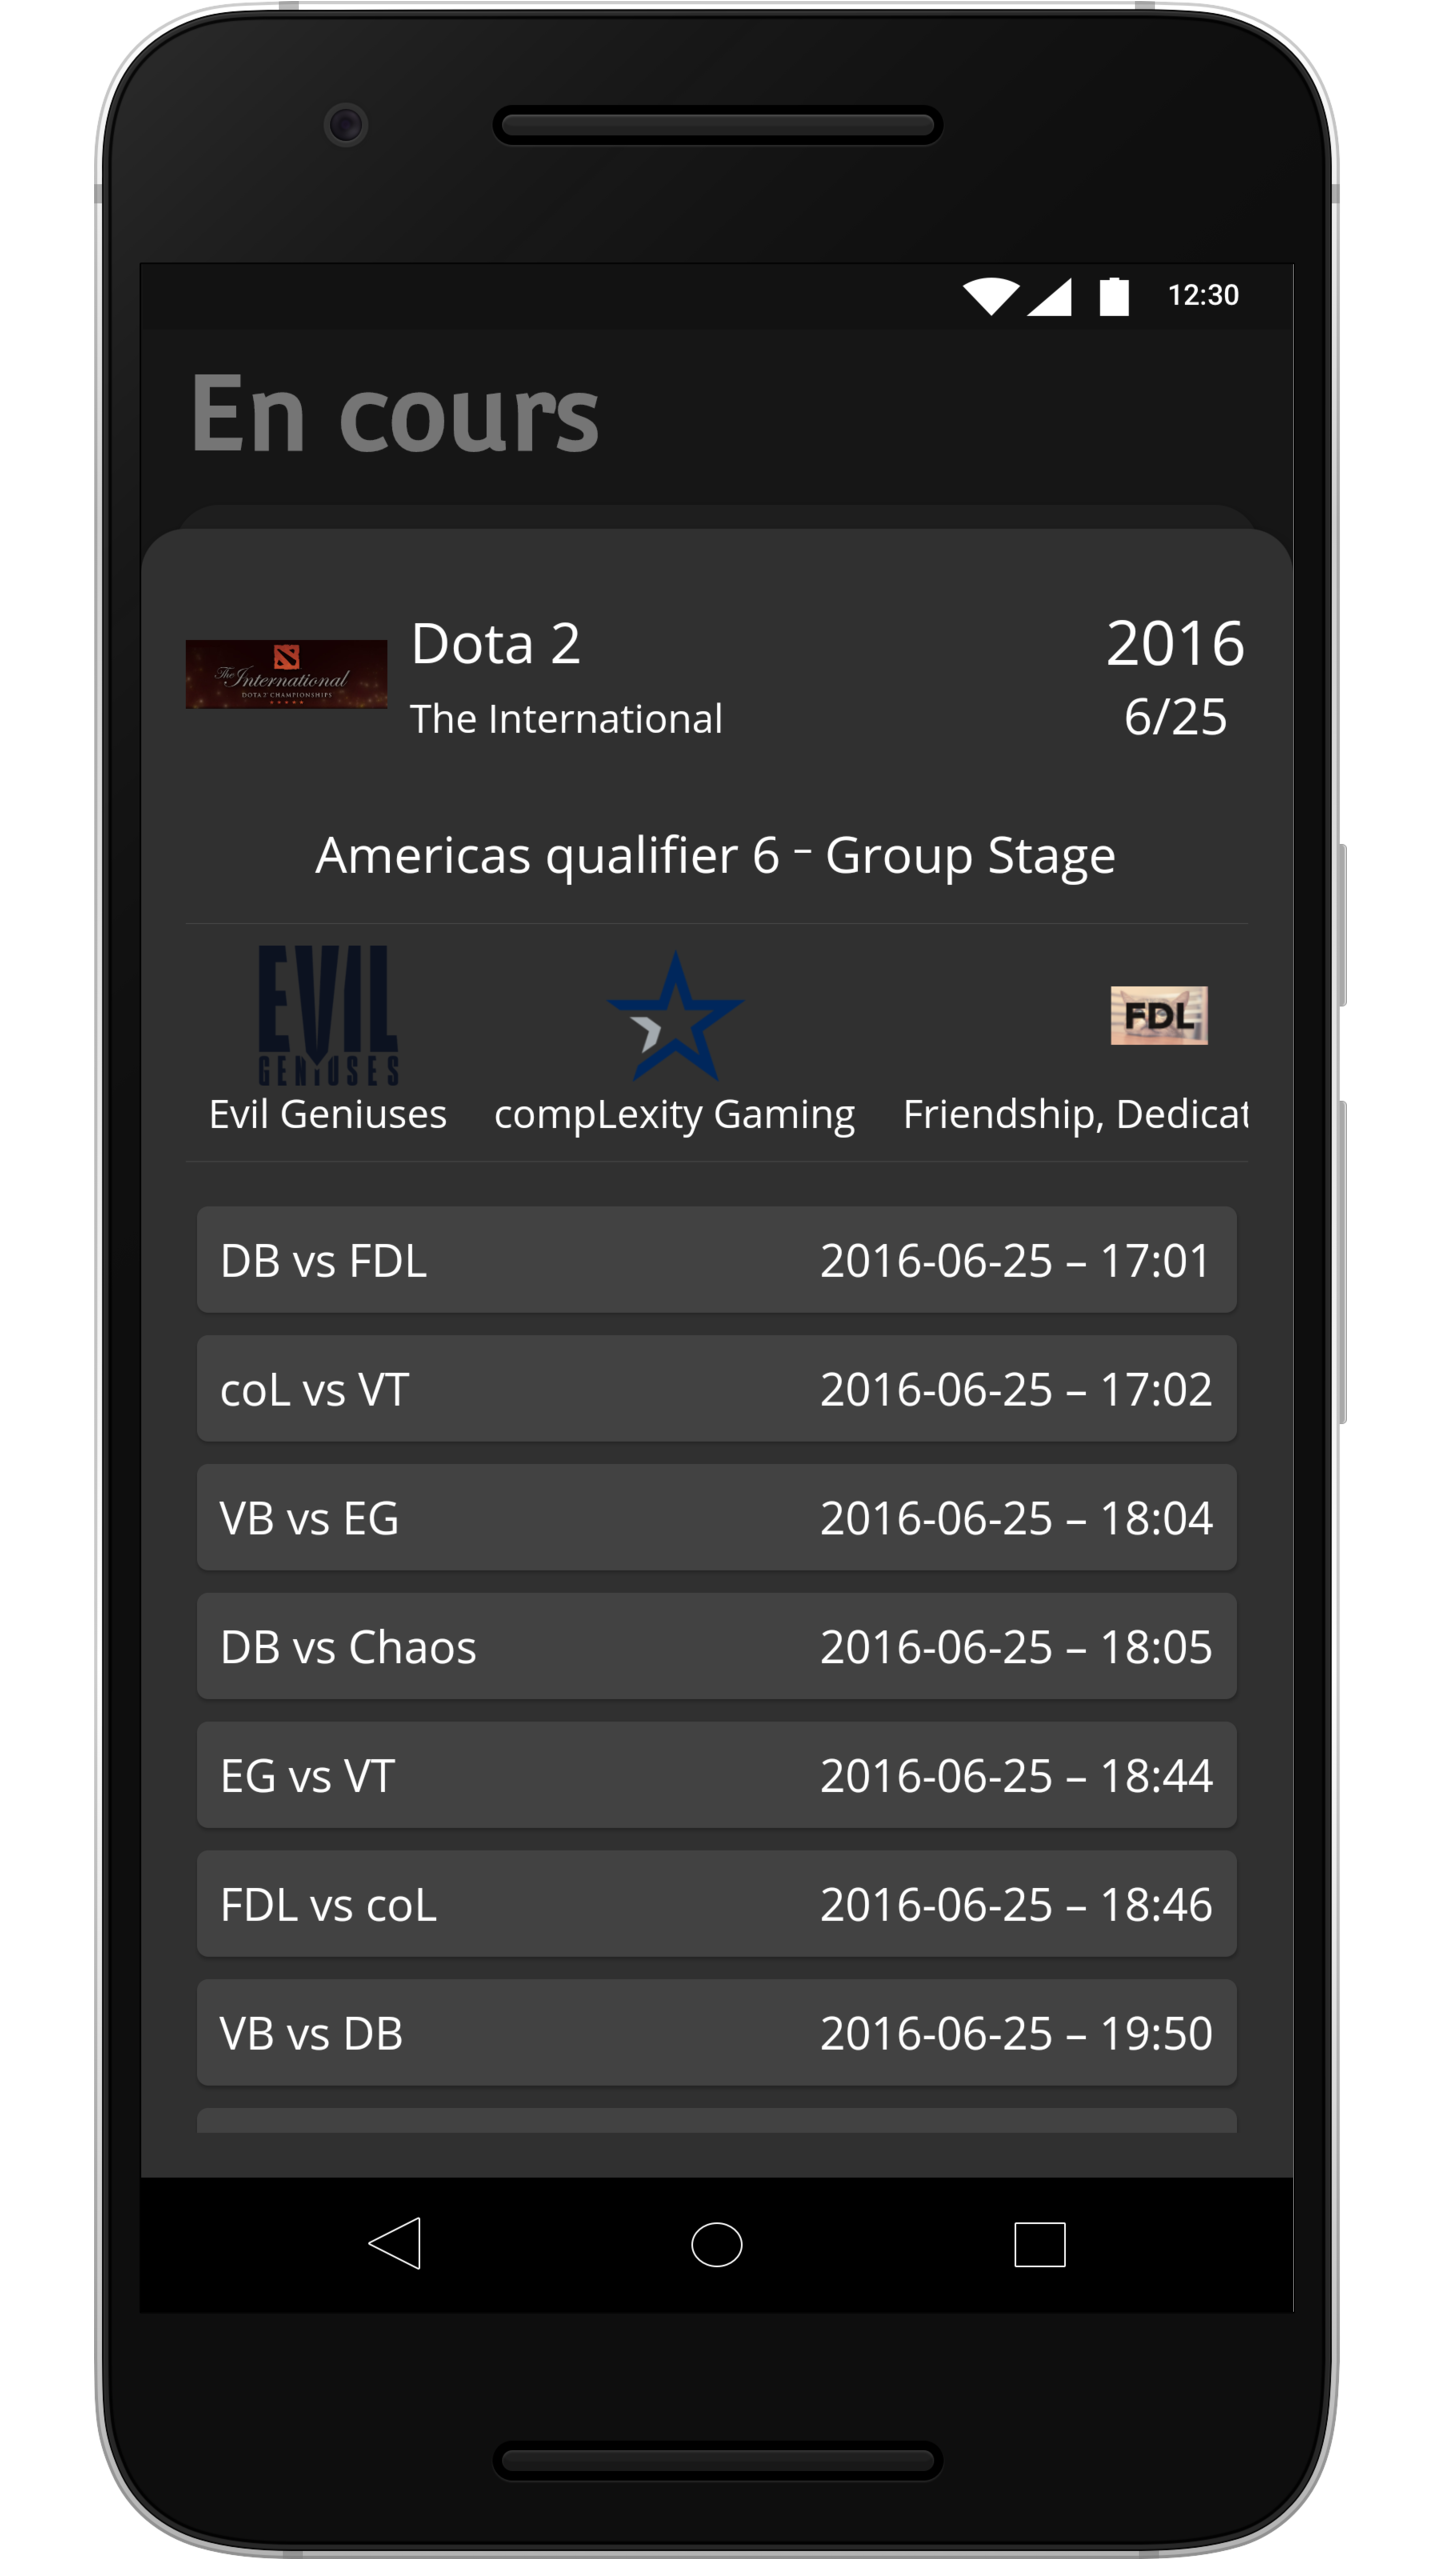 12:30
En cours
The International
DOTA 2 CHAMPIONSHIPS
Dota 2
2016
The International
6/25
Americas qualifier 6 - Group Stage
EVIL
GENIUSES
FDL
Evil Geniuses
compLexity Gaming
Friendship, Dedicat
DB vs FDL
2016-06-25 – 17:01
coL vs VT
2016-06-25 – 17:02
VB vs EG
2016-06-25 – 18:04
DB vs Chaos
2016-06-25 – 18:05
EG vs VT
2016-06-25 – 18:44
FDL vs coL
2016-06-25 – 18:46
VB vs DB
2016-06-25 – 19:50